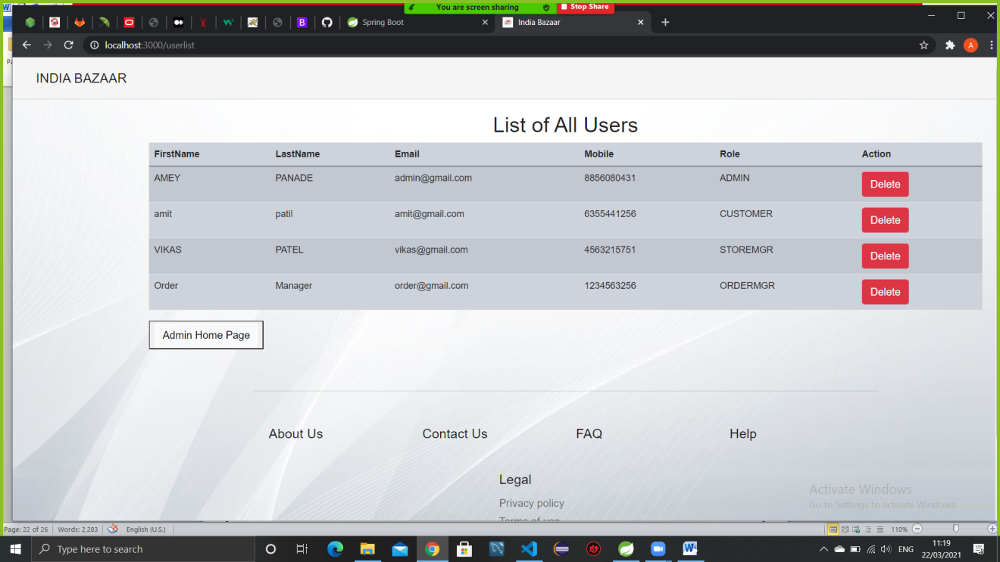 You are screen sharing Stop Share
Spring Boot India Bazaar
localhost:3000/userlist A
INDIA BAZAAR
List of All Users
FirstName LastName Email Mobile Role Action
AMEY PANADE admin@gmail.com 8856080431 ADMIN Delete
amit patil amit@gmail.com 6355441256 CUSTOMER Delete
VIKAS PATEL vikas@gmail.com 4563215751 STOREMGR Delete
Order Manager order@gmail.com 1234563256 ORDERMGR Delete
Admin Home Page
About Us Contact Us FAQ Help
Legal
Privacy policy
Terms of use
Activate Windows
Go to Settings to activate Windows.
Page: 22 of 26 Words: 2,283 English (U.S.) 110%
Type here to search ENG 11:19
22/03/2021